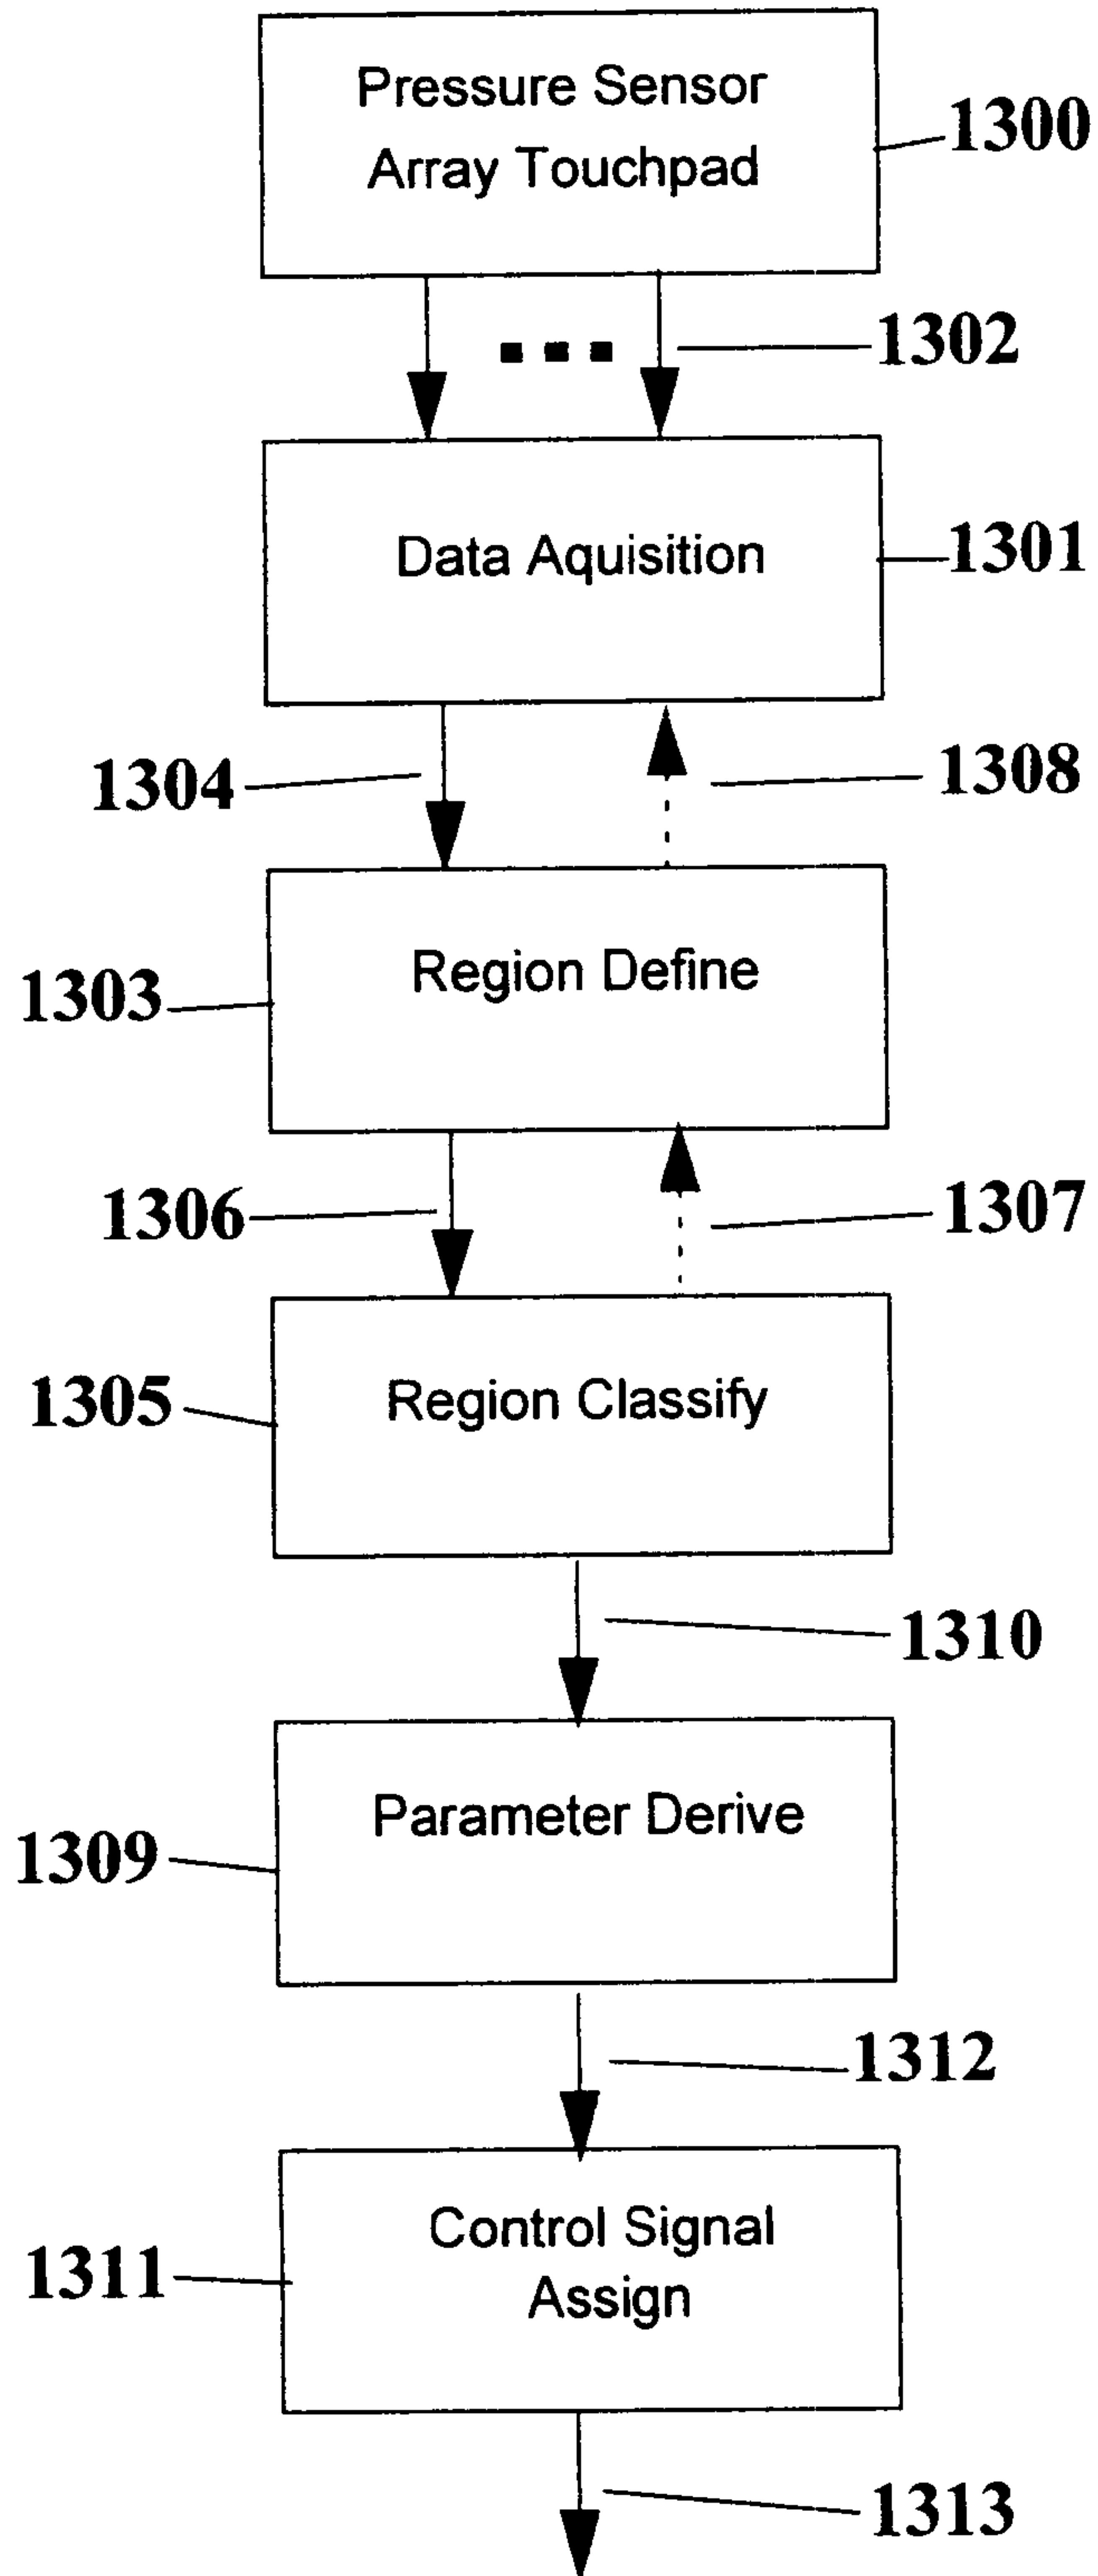 Pressure Sensor
Array Touchpad
1300
1302
Data Aquisition
1301
1304
1308
Region Define
1303
1306
1307
Region Classify
1305
1310
Parameter Derive
1309
1312
Control Signal
Assign
1311
1313